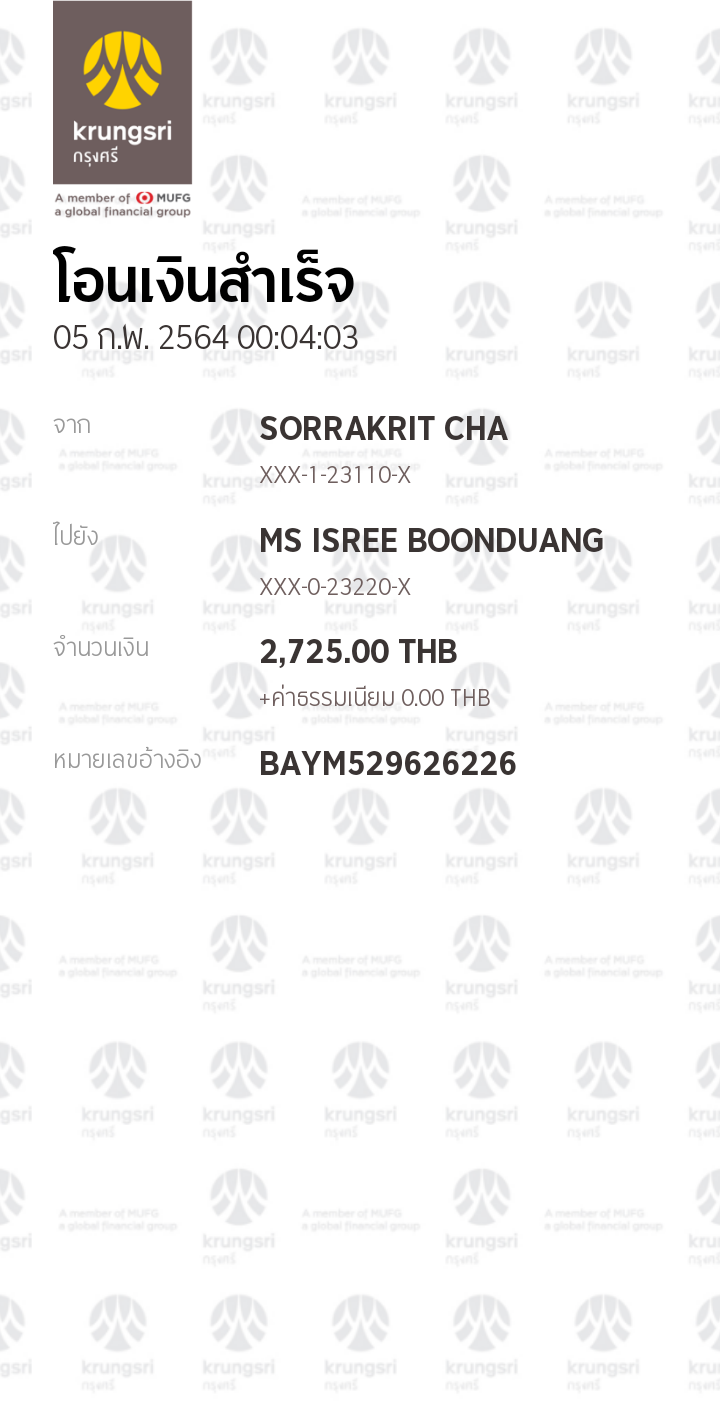 krungsri
กรุงศรี
A member of MUFG
a global financial group
โอนเงินสำเร็จ
05 ก.พ. 2564 00:04:03
จาก
SORRAKRIT CHA
XXX-1-23110-X
ไปยัง
MS ISREE BOONDUANG
XXX-0-23220-X
จำนวนเงิน
2,725.00 THB
+ค่าธรรมเนียม 0.00 THB
หมายเลขอ้างอิง
BAYM529626226